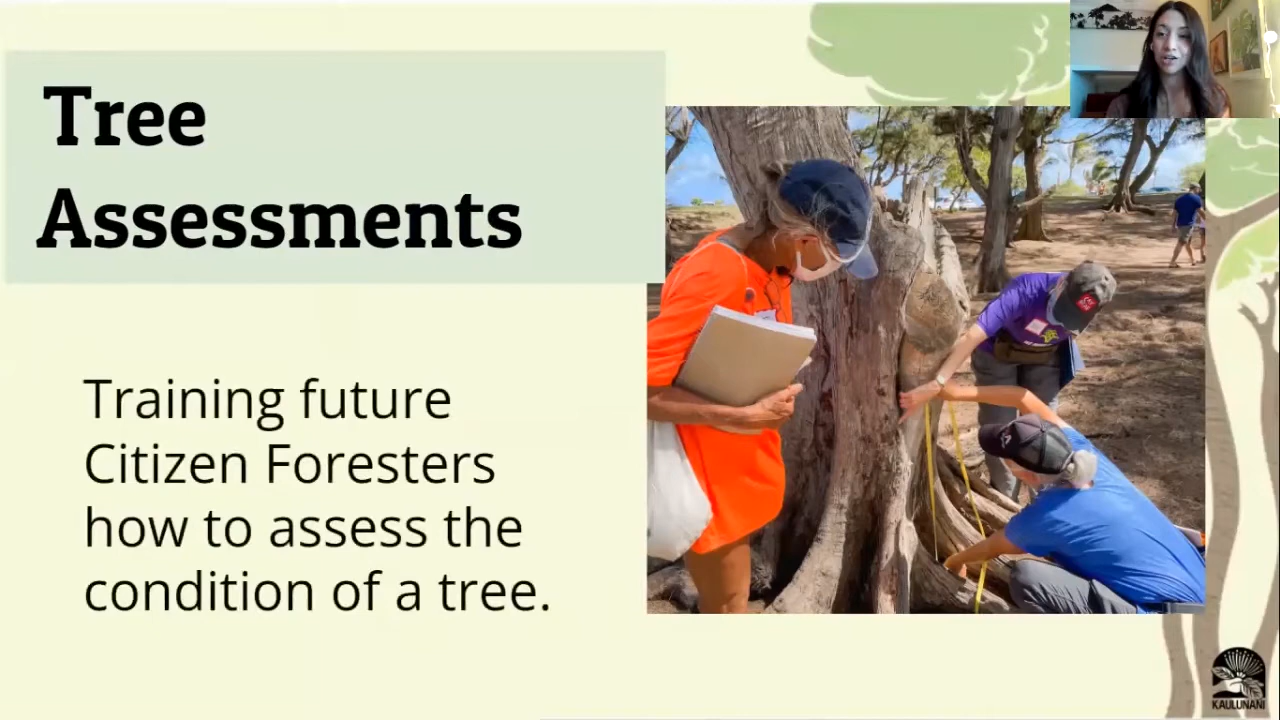 Tree
Assessments
Training future
Citizen Foresters
how to assess the
condition of a tree.
KAULUNANI